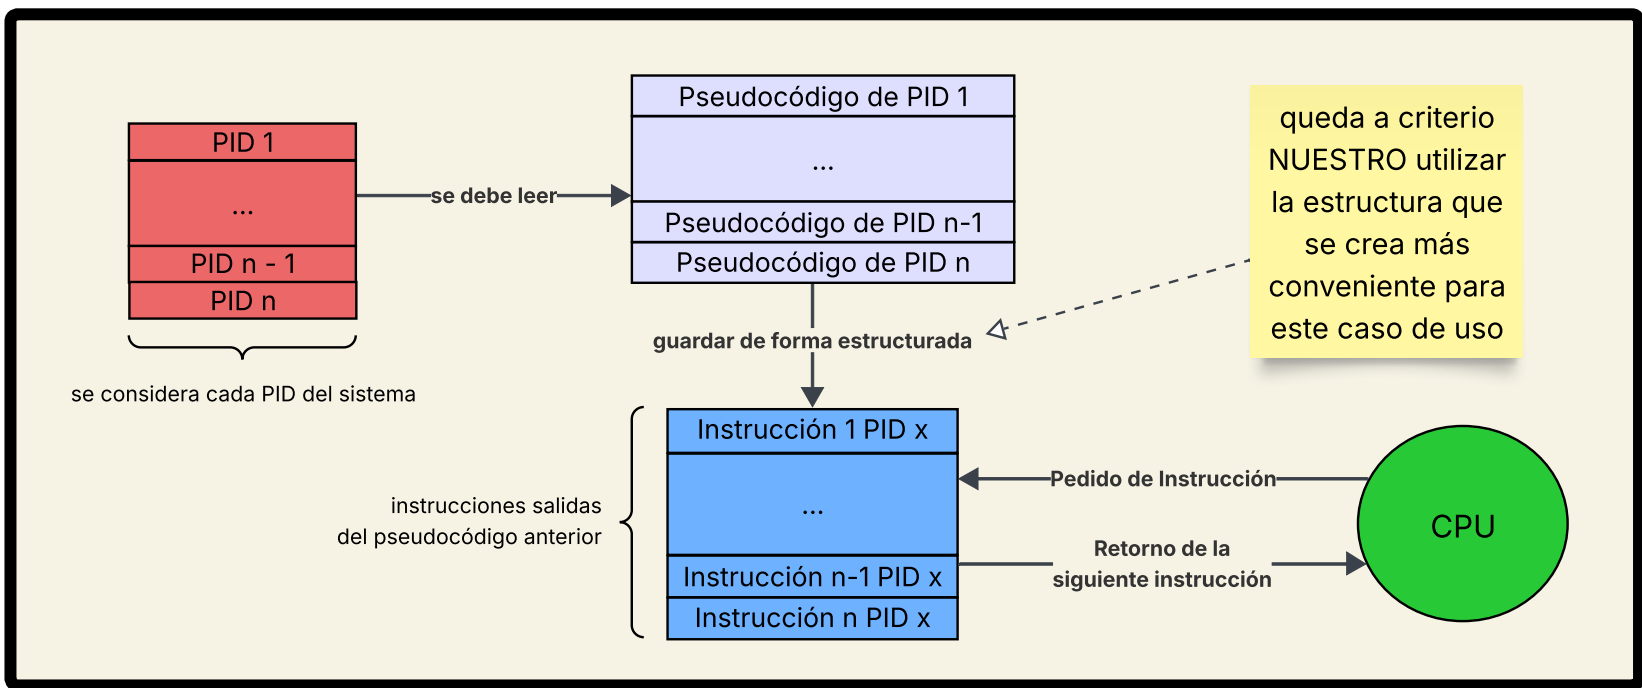 PID 1
...
PID n - 1
PID n
se considera cada PID del sistema
se debe leer
Pseudocódigo de PID 1
...
Pseudocódigo de PID n-1
Pseudocódigo de PID n
guardar de forma estructurada
queda a criterio
NUESTRO utilizar
la estructura que
se crea más
conveniente para
este caso de uso
instrucciones salidas
del pseudocódigo anterior
Instrucción 1 PID x
...
Instrucción n-1 PID x
Instrucción n PID x
Pedido de Instrucción
Retorno de la
siguiente instrucción
CPU